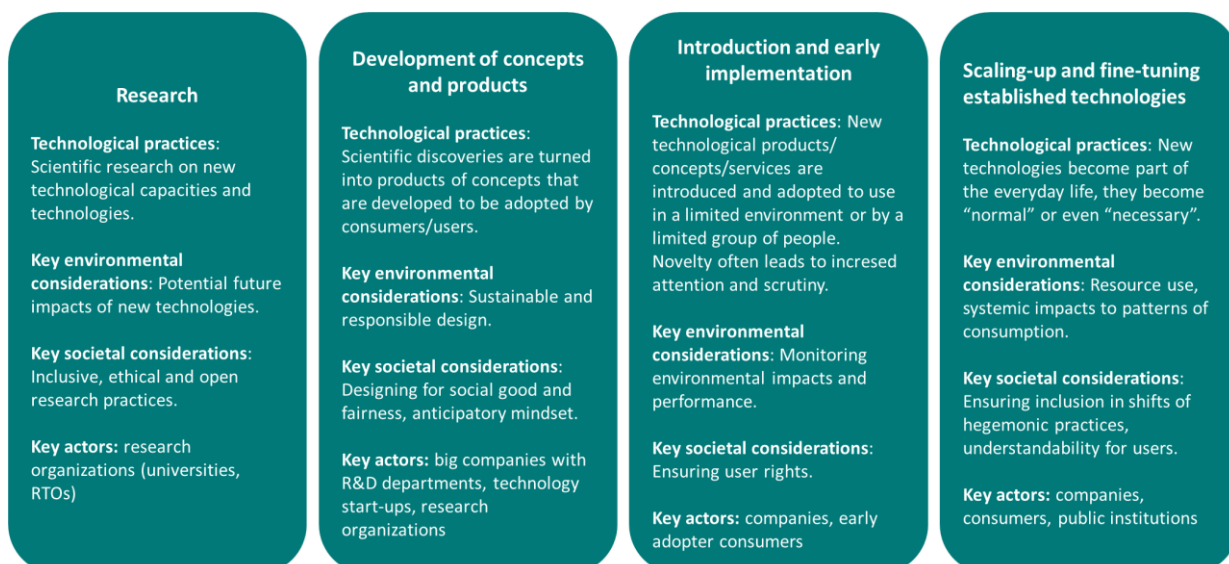 Research
Technological practices:
Scientific research on new
technological capacities and
technologies.
Key environmental
considerations: Potential future
impacts of new technologies.
Key societal considerations:
Inclusive, ethical and open
research practices.
Key actors: research
organizations (universities,
RTOs)
Development of concepts
and products
Technological practices:
Scientific discoveries are turned
into products of concepts that
are developed to be adopted by
consumers/users.
Key environmental
considerations: Sustainable and
responsible design.
Key societal considerations:
Designing for social good and
fairness, anticipatory mindset.
Key actors: big companies with
R&D departments, technology
start-ups, research
organizations
Introduction and early
implementation
Technological practices: New
technological products/
concepts/services are
introduced and adopted to use
in a limited environment or by a
limited group of people.
Novelty often leads to incresed
attention and scrutiny.
Key environmental
considerations: Monitoring
environmental impacts and
performance.
Key societal considerations:
Ensuring user rights.
Key actors: companies, early
adopter consumers
Scaling-up and fine-tuning
established technologies
Technological practices: New
technologies become part of
the everyday life, they become
“normal” or even “necessary”.
Key environmental
considerations: Resource use,
systemic impacts to patterns of
consumption.
Key societal considerations:
Ensuring inclusion in shifts of
hegemonic practices,
understandability for users.
Key actors: companies,
consumers, public institutions